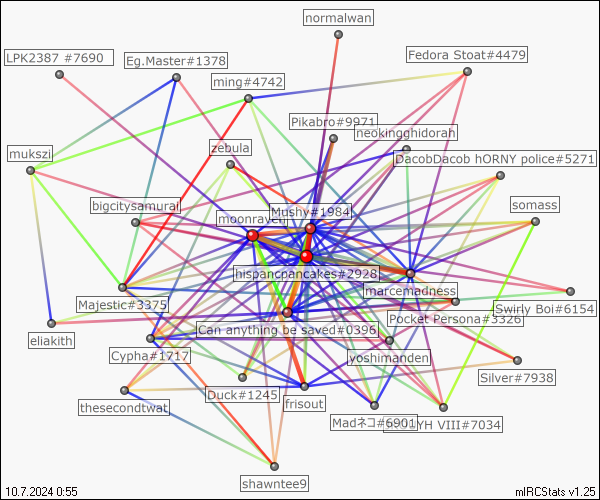 normalwan
LPK2387 #7690
Eg.Master#1378
Fedora Stoat#4479
ming#4742
Pikabro#9971
neokingghidorah
mukszi
zebula
DacobDacob hORNY police#5271
bigcitysamurai
moonraven
Mushy#1984
somass
hispancpancakes#2928
marcemadness
Majestic#3375
Pocket Persona#3326
Swirly Boi#6154
eliakith
Can anything be saved#0396
Cypha#1717
yoshimanden
Silver#7938
thesecondtwat
Duck#1245
frisout
Madネコ#6901
YH VIII#7034
shawntee9
10.7.2024 0:55
mIRCStats v1.25